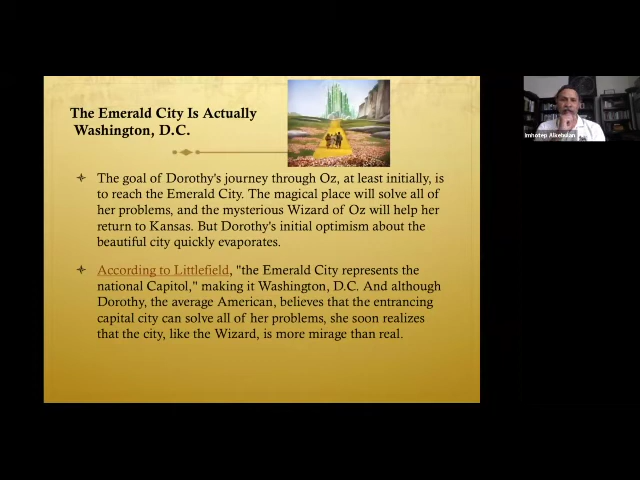 The Emerald City Is Actually
Washington, D.C.
The goal of Dorothy's journey through Oz, at least initially, is
to reach the Emerald City. The magical place will solve all of
her problems, and the mysterious Wizard of Oz will help her
return to Kansas. But Dorothy's initial optimism about the
beautiful city quickly evaporates.
According to Littlefield, "the Emerald City represents the
national Capitol," making it Washington, D.C. And although
Dorothy, the average American, believes that the entrancing
capital city can solve all of her problems, she soon realizes
that the city, like the Wizard, is more mirage than real.
Imhotep Alkebulan